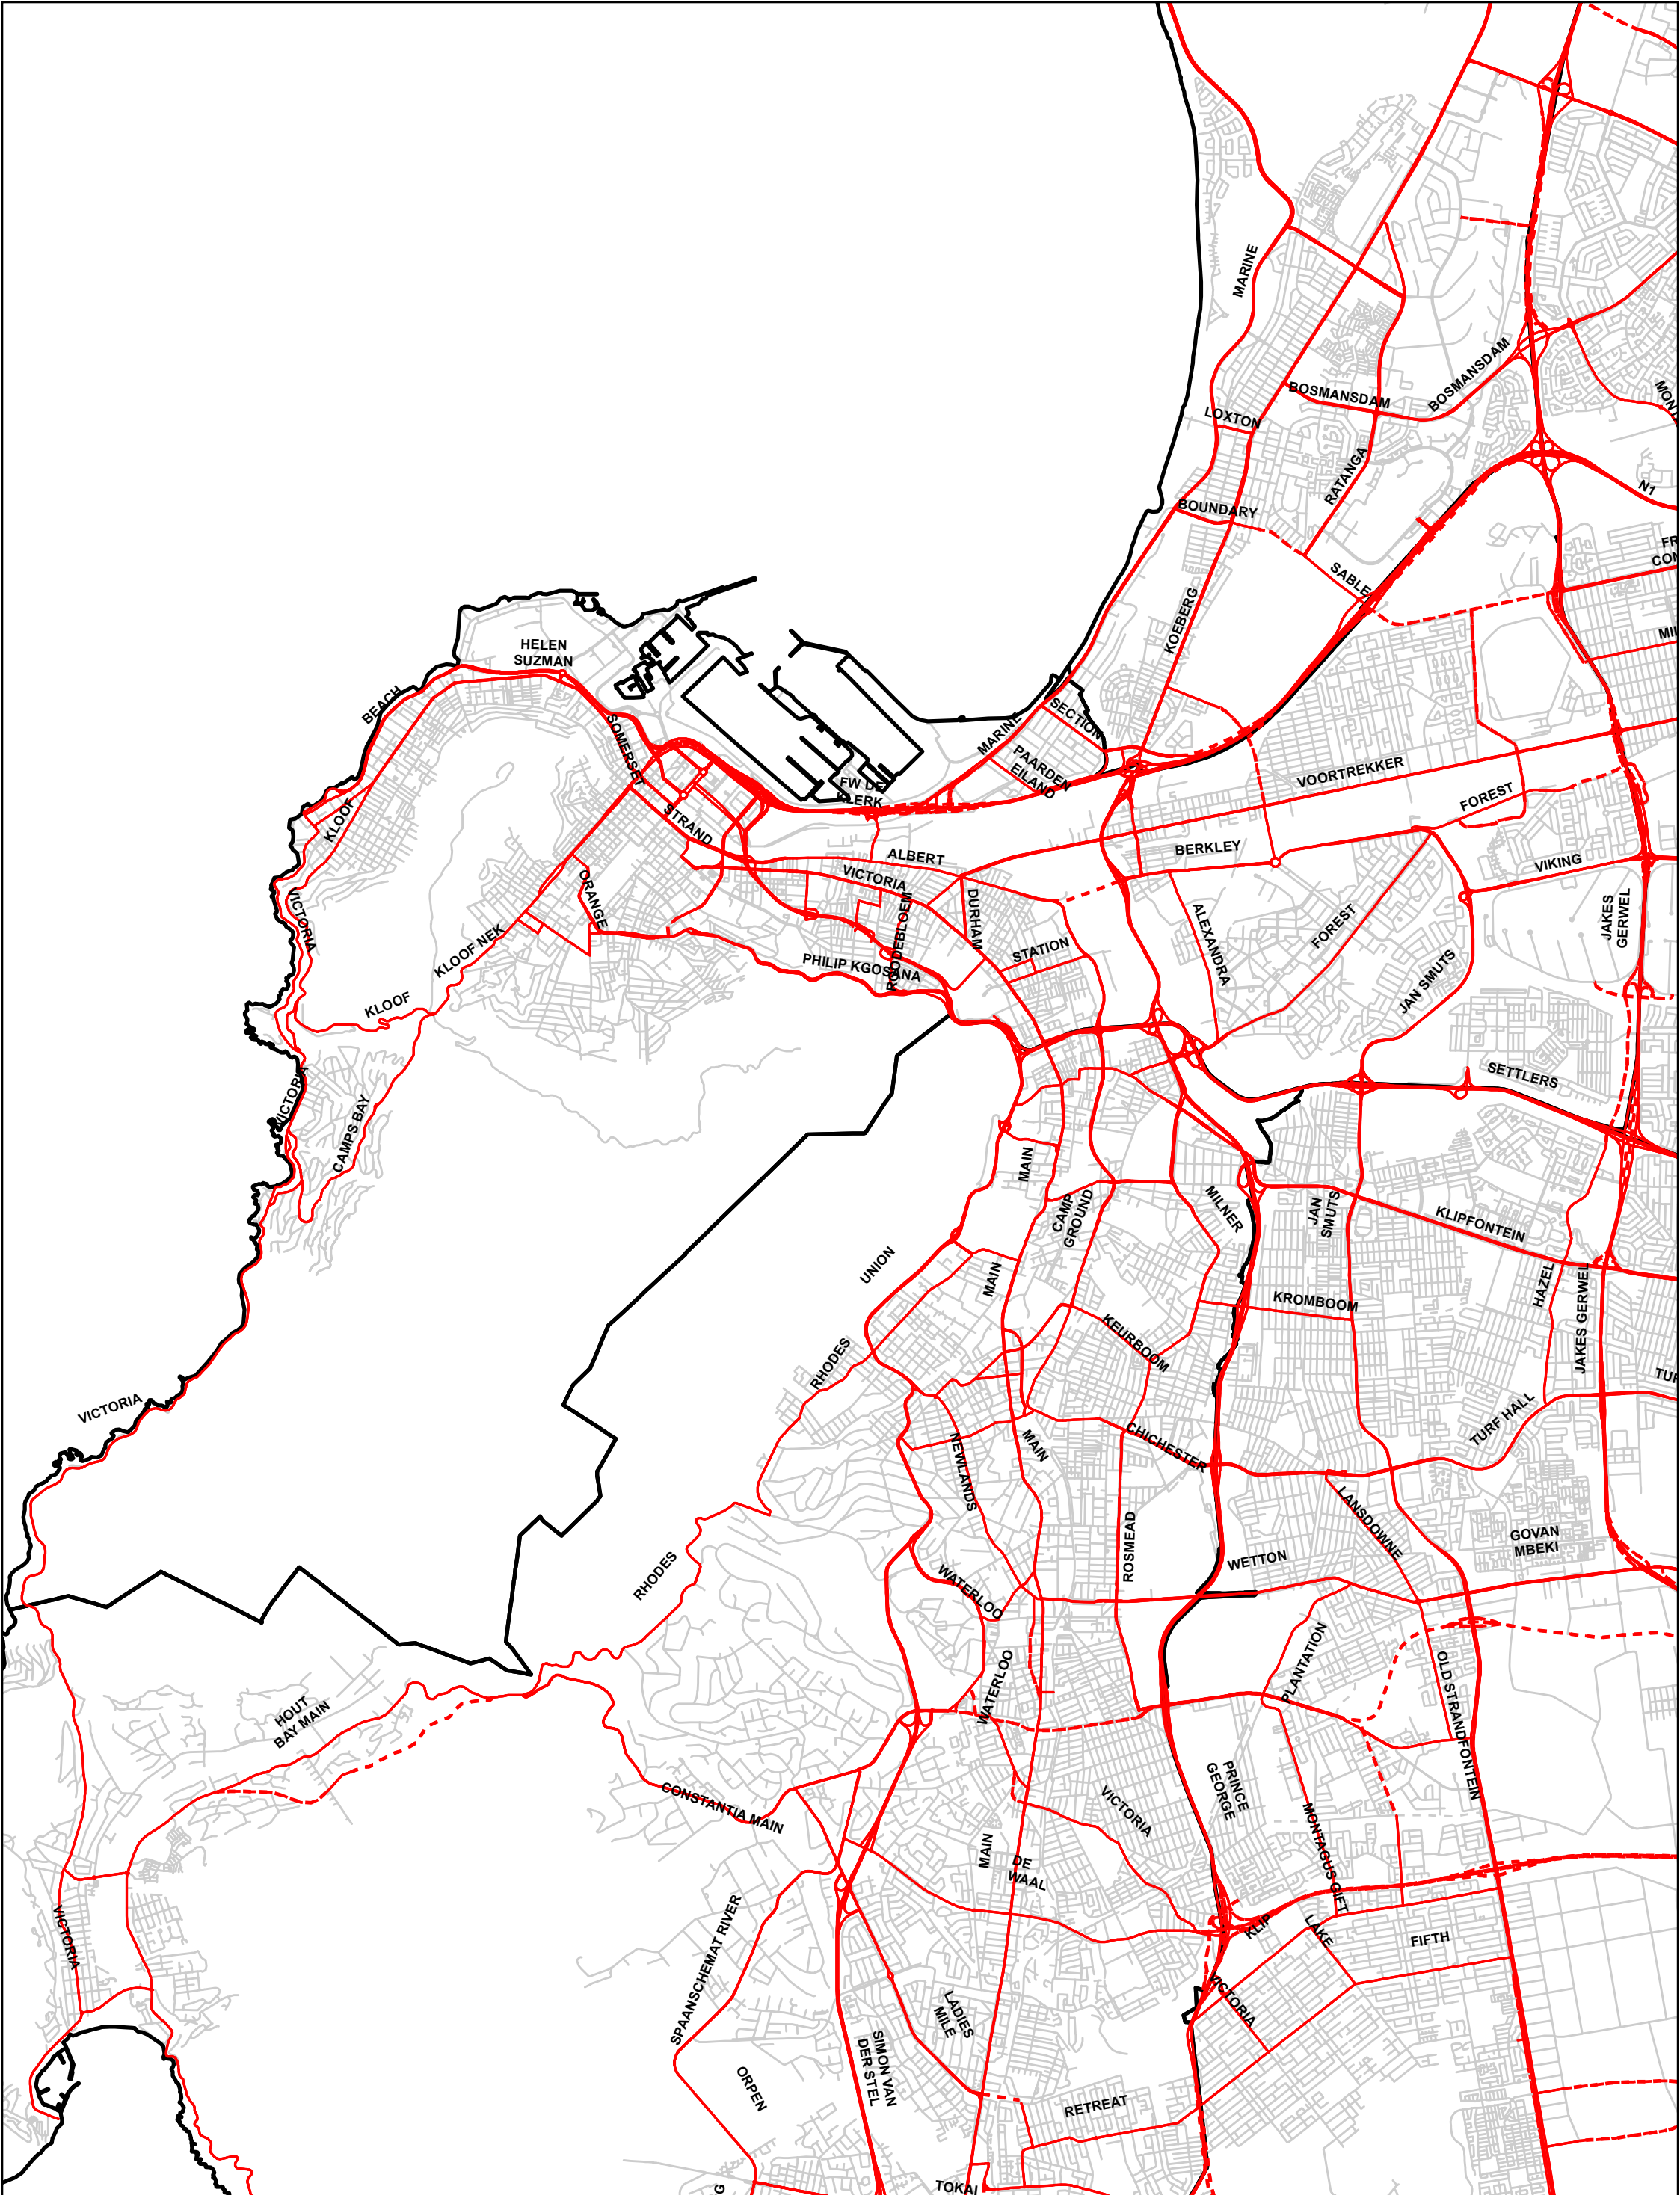 MARINE
BOSMANSDAM
BOSMANSDAM
LOXTON
RATANGA
N1
BOUNDARY
SABLE
KOEBERG
HELEN
SUZMAN
BEACH
SOMERSET
MARINE
SECTION
PAARDEN
EILAND
FW DE
KLERK
VOORTREKKER
FOREST
KLOOF
STRAND
ALBERT
BERKLEY
VIKING
VICTORIA
ORANGE
VICTORIA
ROODEBLOEM
DURHAM
ALEXANDRA
FOREST
JAKES
GERWEL
KLOOF NEK
STATION
PHILIP KGOSANA
JAN SMUTS
KLOOF
SETTLERS
VICTORIA
CAMPS BAY
MAIN
CAMP
GROUND
MILNER
JAN
SMUTS
KLIPFONTEIN
UNION
MAIN
HAZEL
JAKES GERWEL
KROMBOOM
KEURBOOM
RHODES
VICTORIA
TURF HALL
CHICHESTER
MAIN
NEWLANDS
LANSDOWNE
ROSMEAD
GOVAN
MBEKI
WETTON
RHODES
WATERLOO
PLANTATION
OLD STRANDFONTEIN
WATERLOO
HOUT
BAY MAIN
PRINCE
GEORGE
CONSTANTIA MAIN
VICTORIA
MONTAGUS GIFT
MAIN
DE
WAAL
SPAANSCHEMAT RIVER
VICTORIA
KLIP
LAKE
FIFTH
VICTORIA
LADIES
MILE
SIMON VAN
DER STEL
ORPEN
RETREAT
TOKAI